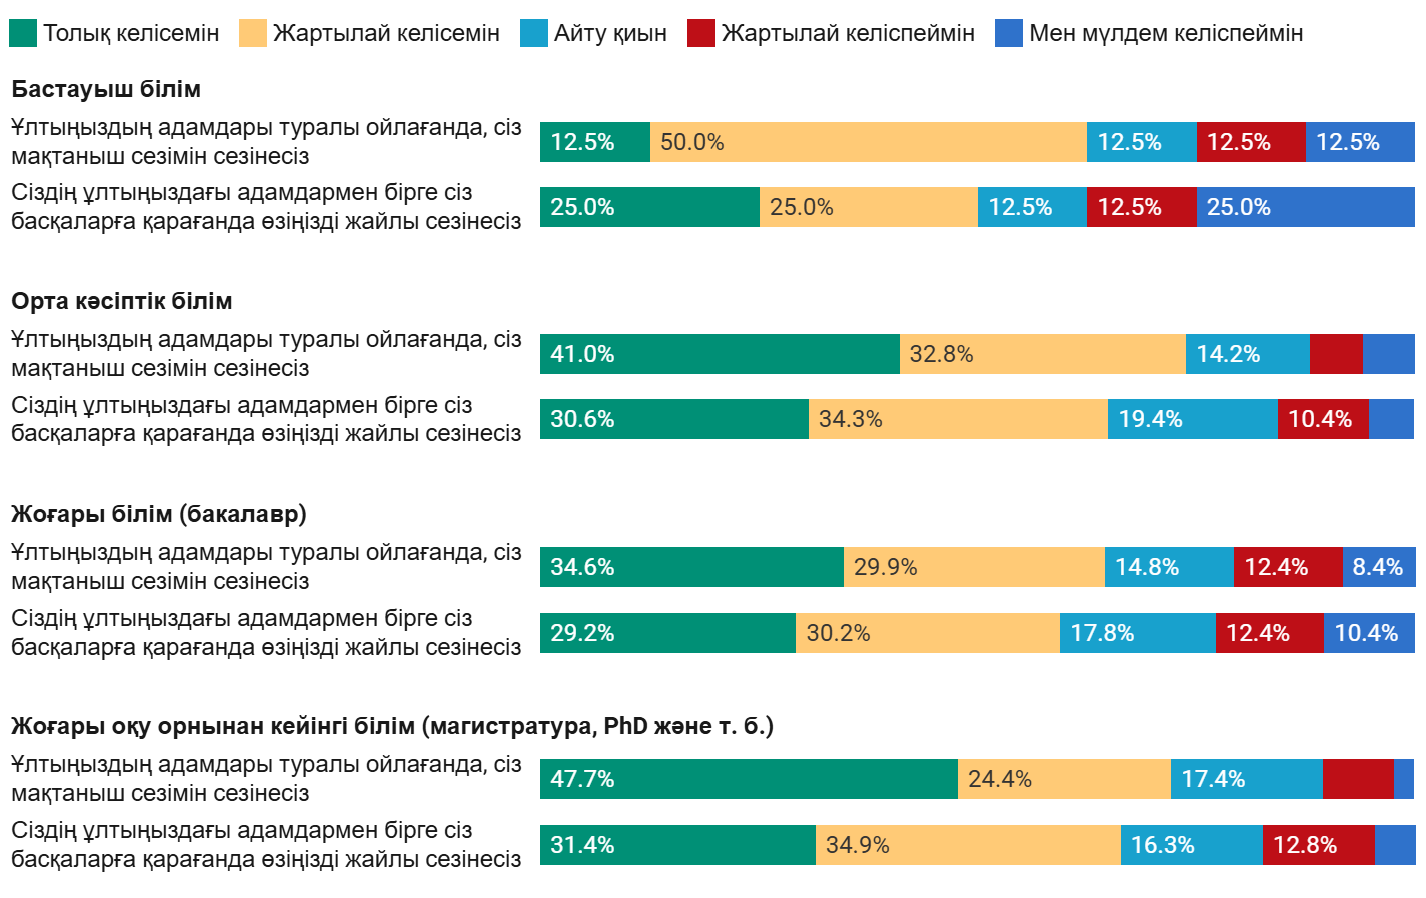 Толық келісемін Жартылай келісемін Айту қиын Жартылай келіспеймін Мен мүлдем келіспеймін
Бастауыш білім
Ұлтыңыздың адамдары туралы ойлағанда, сіз
мақтаныш сезімін сезінесіз
12.5% 50.0% 12.5% 12.5% 12.5%
Сіздің ұлтыңыздағы адамдармен бірге сіз
басқаларға қарағанда өзіңізді жайлы сезінесіз
25.0% 25.0% 12.5% 12.5% 25.0%
Орта кәсіптік білім
Ұлтыңыздың адамдары туралы ойлағанда, сіз
мақтаныш сезімін сезінесіз
41.0% 32.8% 14.2%
Сіздің ұлтыңыздағы адамдармен бірге сіз
басқаларға қарағанда өзіңізді жайлы сезінесіз
30.6% 34.3% 19.4% 10.4%
Жоғары білім (бакалавр)
Ұлтыңыздың адамдары туралы ойлағанда, сіз
мақтаныш сезімін сезінесіз
34.6% 29.9% 14.8% 12.4% 8.4%
Сіздің ұлтыңыздағы адамдармен бірге сіз
басқаларға қарағанда өзіңізді жайлы сезінесіз
29.2% 30.2% 17.8% 12.4% 10.4%
Жоғары оқу орнынан кейінгі білім (магистратура, PhD және т. б.)
Ұлтыңыздың адамдары туралы ойлағанда, сіз
мақтаныш сезімін сезінесіз
47.7% 24.4% 17.4%
Сіздің ұлтыңыздағы адамдармен бірге сіз
басқаларға қарағанда өзіңізді жайлы сезінесіз
31.4% 34.9% 16.3% 12.8%